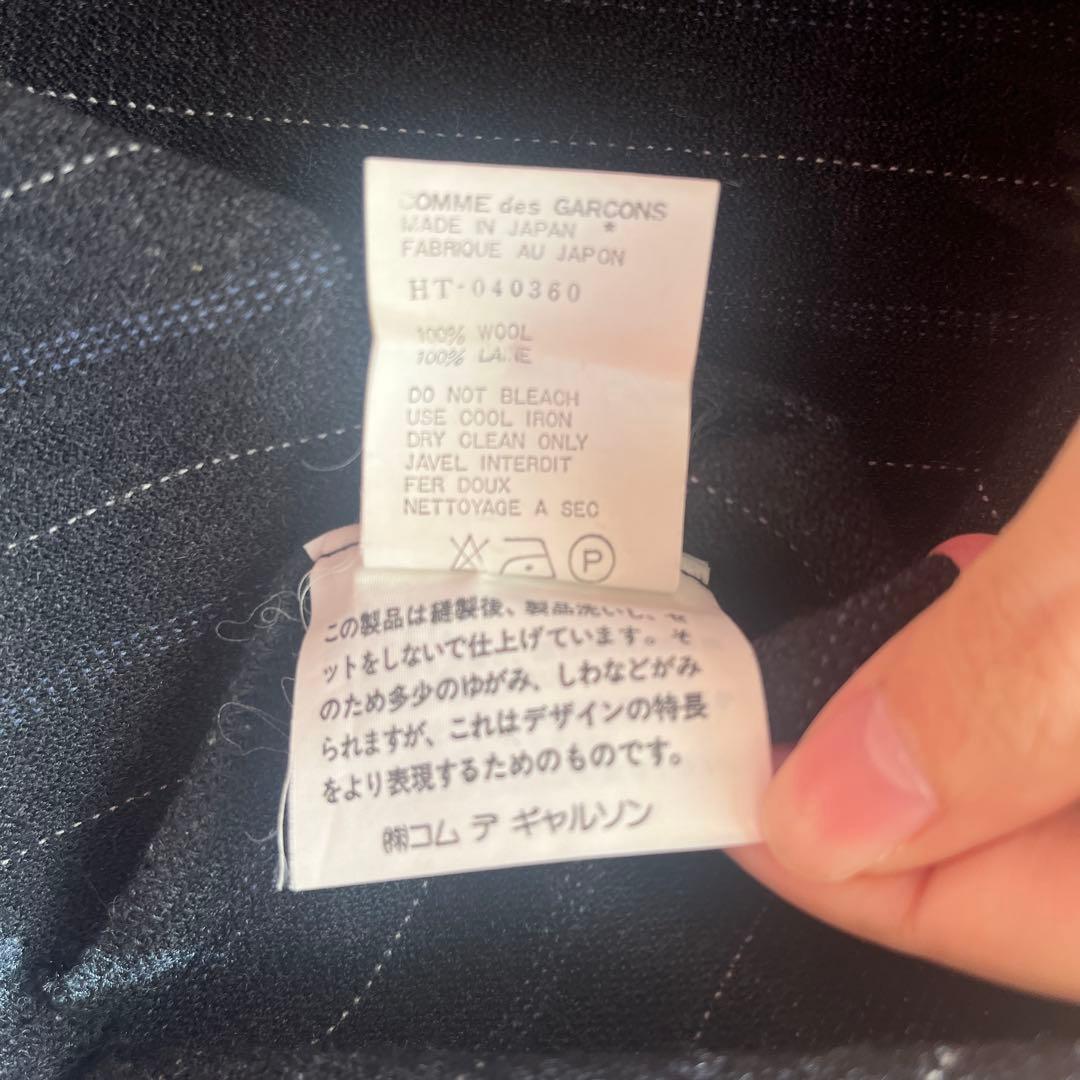 COMME des GARCONS
MADE IN JAPAN *
FABRIQUE AU JAPON
HT-040360
100% WOOL
100% LAINE
DO NOT BLEACH
USE COOL IRON
DRY CLEAN ONLY
JAVEL INTERDIT
FER DOUX
NETTOYAGE A SEC
P
この製品は縫製後、製品洗いし、セ
ットをしないで仕上げています。そ
のため多少のゆがみ、しわなどがみ
られますが、これはデザインの特長
をより表現するためのものです。
㈱コム デ ギャルソン